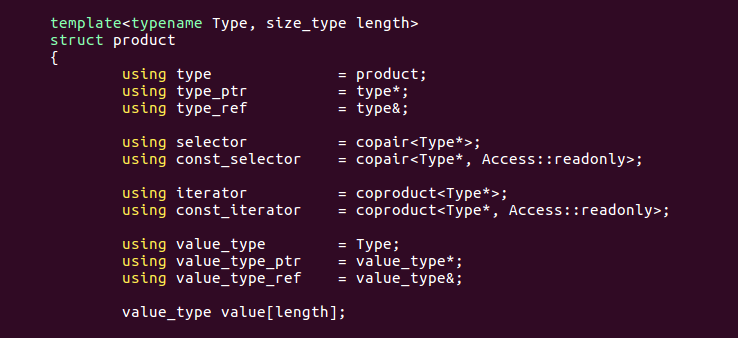 template<typename Type, size_type length>
struct product
{
using type = product;
using type_ptr = type*;
using type_ref = type&;
using selector = copair<Type*>;
using const_selector = copair<Type*, Access::readonly>;
using iterator = coproduct<Type*>;
using const_iterator = coproduct<Type*, Access::readonly>;
using value_type = Type;
using value_type_ptr = value_type*;
using value_type_ref = value_type&;
value_type value[length];